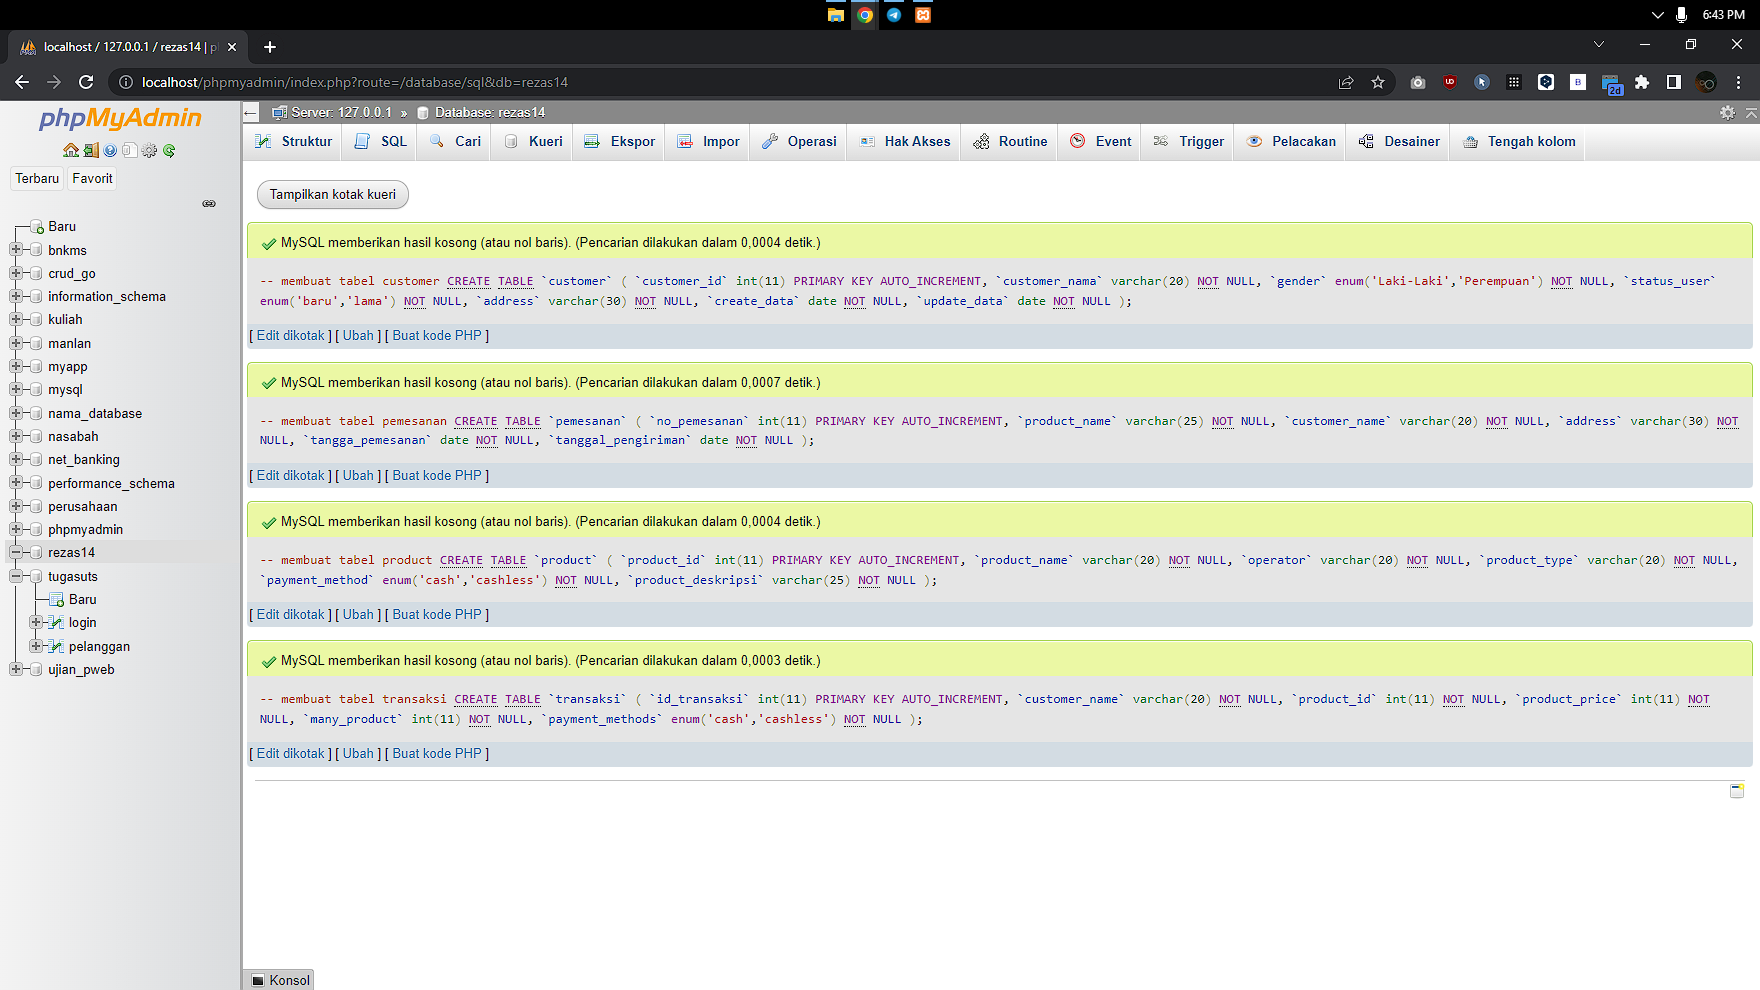 6:43 PM
localhost / 127.0.0.1 / rezas14 | p
localhost/phpmyadmin/index.php?route=/database/sql&db=rezas14
2d
phpMyAdmin
Terbaru Favorit
Baru
bnkms
crud_go
information_schema
kuliah
manlan
myapp
mysql
nama_database
nasabah
net_banking
performance_schema
perusahaan
phpmyadmin
rezas14
tugasuts
Baru
login
pelanggan
ujian_pweb
Server: 127.0.0.1 » Database: rezas14
Struktur SQL Cari Kueri Ekspor Impor Operasi Hak Akses Routine Event Trigger Pelacakan Desainer Tengah kolom
Tampilkan kotak kueri
MySQL memberikan hasil kosong (atau nol baris). (Pencarian dilakukan dalam 0,0004 detik.)
-- membuat tabel customer CREATE TABLE `customer` ( `customer_id` int(11) PRIMARY KEY AUTO_INCREMENT, `customer_nama` varchar(20) NOT NULL, `gender` enum('Laki-Laki','Perempuan') NOT NULL, `status_user`
enum('baru','lama') NOT NULL, `address` varchar(30) NOT NULL, `create_data` date NOT NULL, `update_data` date NOT NULL );
[ Edit dikotak ] [ Ubah ] [ Buat kode PHP ]
MySQL memberikan hasil kosong (atau nol baris). (Pencarian dilakukan dalam 0,0007 detik.)
-- membuat tabel pemesanan CREATE TABLE `pemesanan` ( `no_pemesanan` int(11) PRIMARY KEY AUTO_INCREMENT, `product_name` varchar(25) NOT NULL, `customer_name` varchar(20) NOT NULL, `address` varchar(30) NOT
NULL, `tangga_pemesanan` date NOT NULL, `tanggal_pengiriman` date NOT NULL );
[ Edit dikotak ] [ Ubah ] [ Buat kode PHP ]
MySQL memberikan hasil kosong (atau nol baris). (Pencarian dilakukan dalam 0,0004 detik.)
-- membuat tabel product CREATE TABLE `product` ( `product_id` int(11) PRIMARY KEY AUTO_INCREMENT, `product_name` varchar(20) NOT NULL, `operator` varchar(20) NOT NULL, `product_type` varchar(20) NOT NULL,
`payment_method` enum('cash','cashless') NOT NULL, `product_deskripsi` varchar(25) NOT NULL );
[ Edit dikotak ] [ Ubah ] [ Buat kode PHP ]
MySQL memberikan hasil kosong (atau nol baris). (Pencarian dilakukan dalam 0,0003 detik.)
-- membuat tabel transaksi CREATE TABLE `transaksi` ( `id_transaksi` int(11) PRIMARY KEY AUTO_INCREMENT, `customer_name` varchar(20) NOT NULL, `product_id` int(11) NOT NULL, `product_price` int(11) NOT
NULL, `many_product` int(11) NOT NULL, `payment_methods` enum('cash','cashless') NOT NULL );
[ Edit dikotak ] [ Ubah ] [ Buat kode PHP ]
Konsol